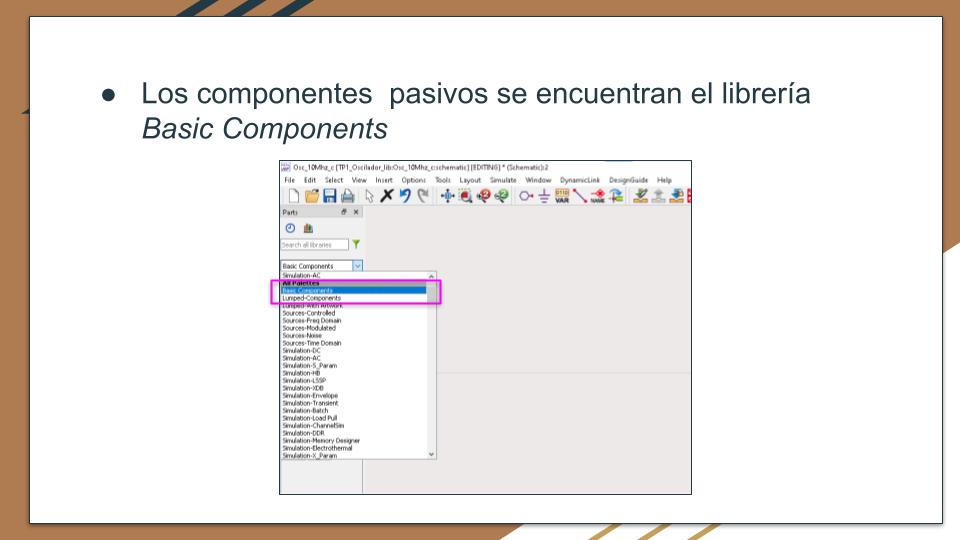 ● Los componentes  pasivos se encuentran el librería
Basic Components
Osc_10Mhz_c [TP1_Oscilador_lib:Osc_10Mhz_c:schematic] [EDITING] * (Schematic):2
File Edit Select View Insert Options Tools Layout Simulate Window DynamicLink DesignGuide Help
VAR NAME
Parts
Search all libraries
Basic Components
Simulation-AC
All Palettes
Basic Components
Lumped-Components
Lumped-With Artwork
Sources-Controlled
Sources-Freq Domain
Sources-Modulated
Sources-Noise
Sources-Time Domain
Simulation-DC
Simulation-AC
Simulation-S_Param
Simulation-HB
Simulation-LSSP
Simulation-XDB
Simulation-Envelope
Simulation-Transient
Simulation-Batch
Simulation-Load Pull
Simulation-ChannelSim
Simulation-DDR
Simulation-Memory Designer
Simulation-Electrothermal
Simulation-X_Param